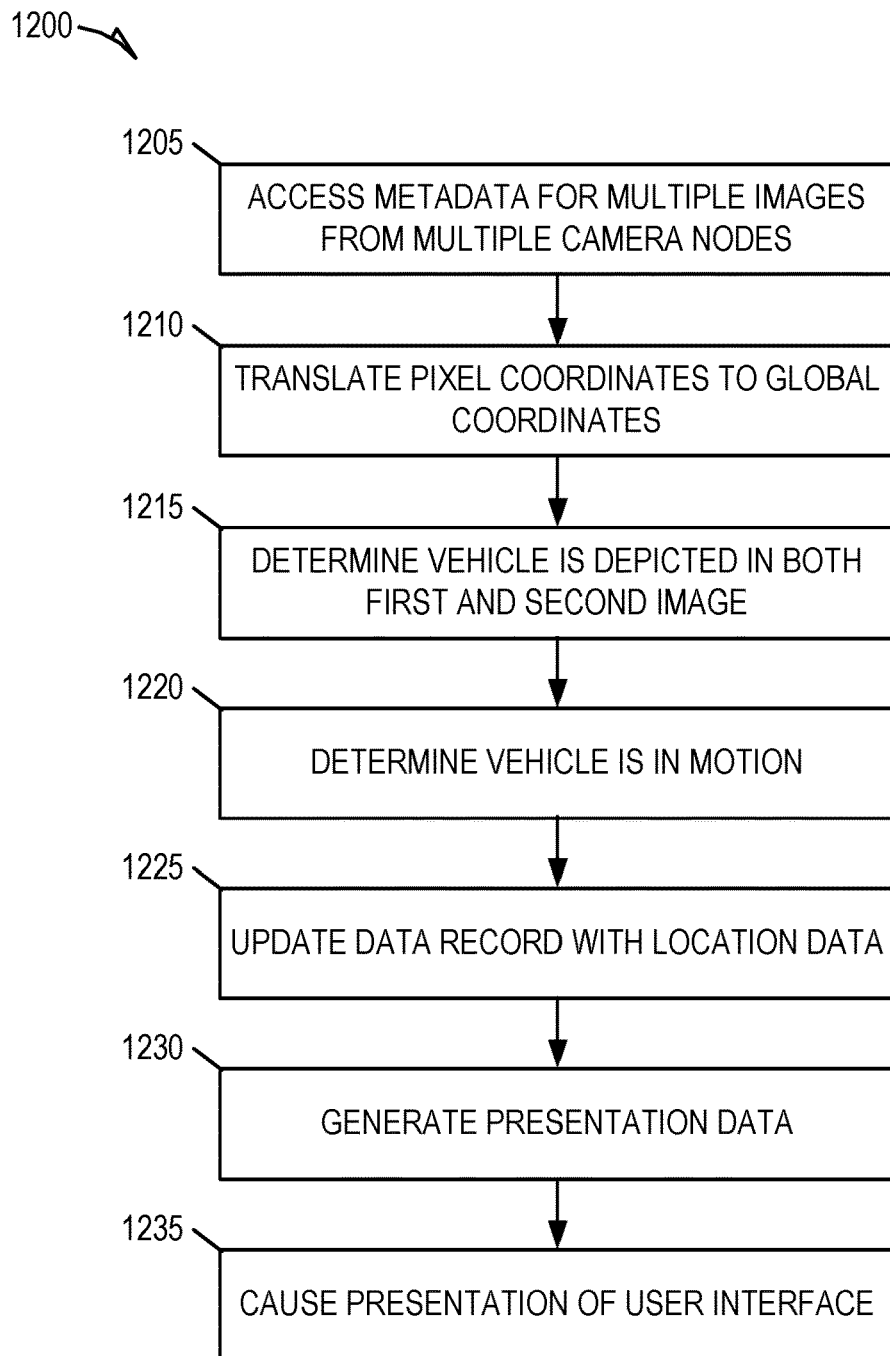 1200
1205
ACCESS METADATA FOR MULTIPLE IMAGES
FROM MULTIPLE CAMERA NODES
1210
TRANSLATE PIXEL COORDINATES TO GLOBAL
COORDINATES
1215
DETERMINE VEHICLE IS DEPICTED IN BOTH
FIRST AND SECOND IMAGE
1220
DETERMINE VEHICLE IS IN MOTION
1225
UPDATE DATA RECORD WITH LOCATION DATA
1230
GENERATE PRESENTATION DATA
1235
CAUSE PRESENTATION OF USER INTERFACE